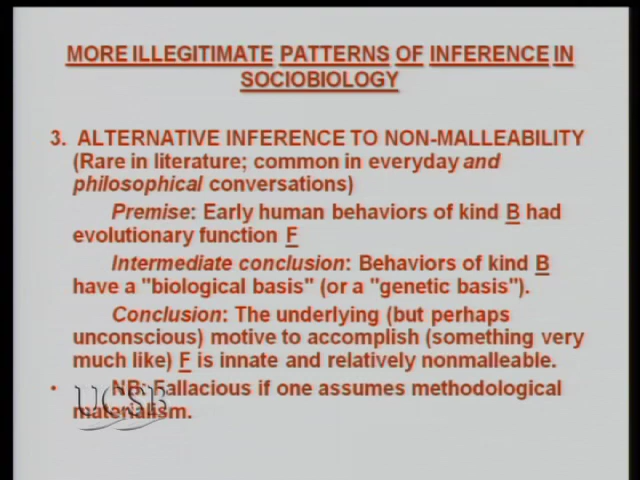 MORE ILLEGITIMATE PATTERNS OF INFERENCE IN
SOCIOBIOLOGY
3. ALTERNATIVE INFERENCE TO NON-MALLEABILITY
(Rare in literature; common in everyday and
philosophical conversations)
Premise: Early human behaviors of kind B had
evolutionary function F
Intermediate conclusion: Behaviors of kind B
have a "biological basis" (or a "genetic basis").
Conclusion: The underlying (but perhaps
unconscious) motive to accomplish (something very
much like) F is innate and relatively nonmalleable.
• NB: Fallacious if one assumes methodological
materialism.
UCSB